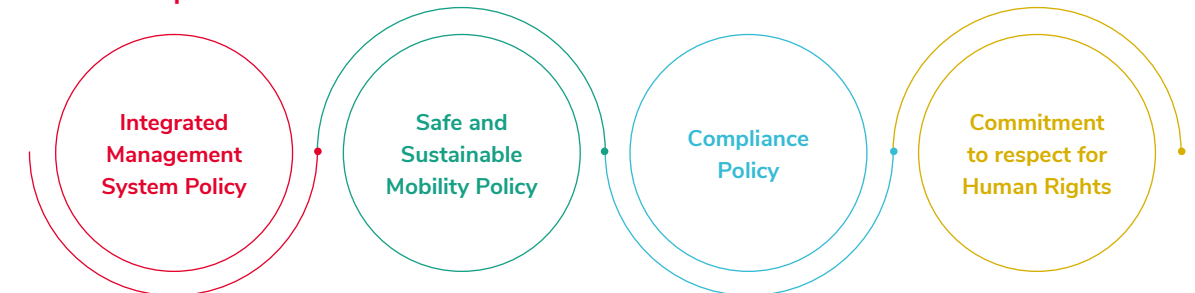 Integrated
Management
System Policy
Safe and
Sustainable
Mobility Policy
Compliance
Policy
Commitment
to respect for
Human Rights